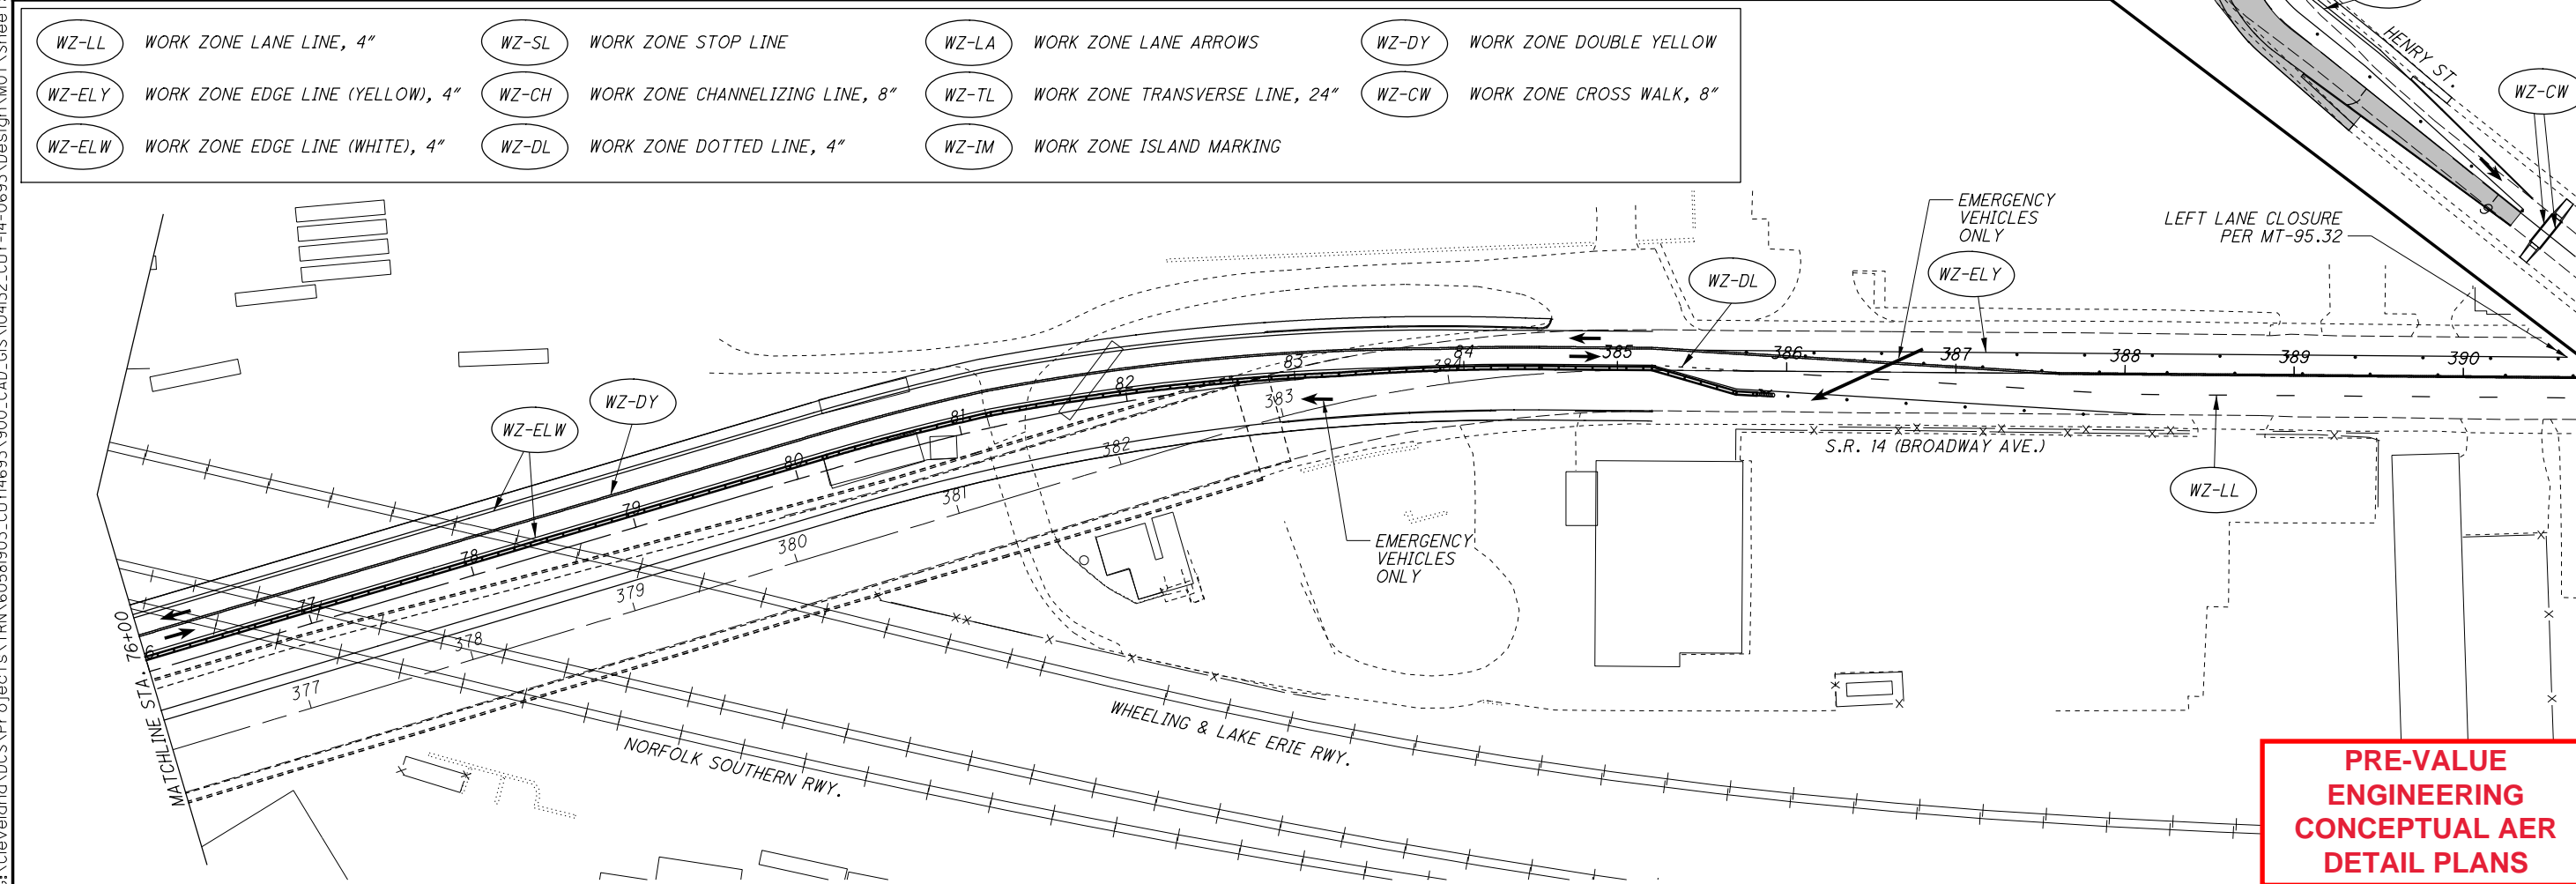 WZ-LL WORK ZONE LANE LINE, 4"
WZ-SL WORK ZONE STOP LINE
WZ-LA WORK ZONE LANE ARROWS
WZ-DY WORK ZONE DOUBLE YELLOW
WZ-ELY WORK ZONE EDGE LINE (YELLOW), 4"
WZ-CH WORK ZONE CHANNELIZING LINE, 8"
WZ-TL WORK ZONE TRANSVERSE LINE, 24"
WZ-CW WORK ZONE CROSS WALK, 8"
WZ-ELW WORK ZONE EDGE LINE (WHITE), 4"
WZ-DL WORK ZONE DOTTED LINE, 4"
WZ-IM WORK ZONE ISLAND MARKING
HENRY ST.
WZ-CW
9
EMERGENCY
VEHICLES
ONLY
LEFT LANE CLOSURE
PER MT-95.32
WZ-DL
WZ-ELY
83
84
385
386
387
388
389
390
384
82
383
WZ-DY
WZ-ELW
81
80
382
S.R. 14 (BROADWAY AVE.)
WZ-LL
79
381
78
380
EMERGENCY
VEHICLES
ONLY
77
379
378
377
MATCHLINE STA. 76+00
NORFOLK SOUTHERN RWY.
WHEELING & LAKE ERIE RWY.
PRE-VALUE
ENGINEERING
CONCEPTUAL AER
DETAIL PLANS